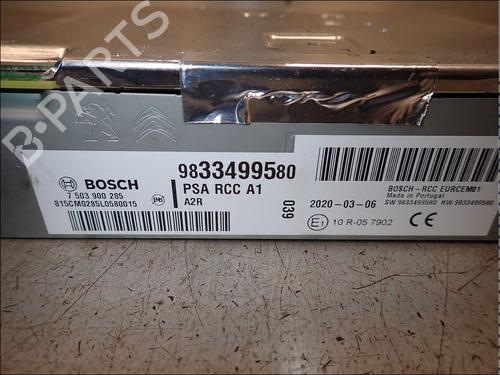 B-PARTS
9833499580
BOSCH
PSA RCC A1
7 503 900 285
A2R
815CM0285L0580015
Pb
039
2020-03-06
E1 10 R-05 7902
CE
BOSCH-RCC EURCEM01
Made in Portugal
SW 9833499580 HW 9833499580